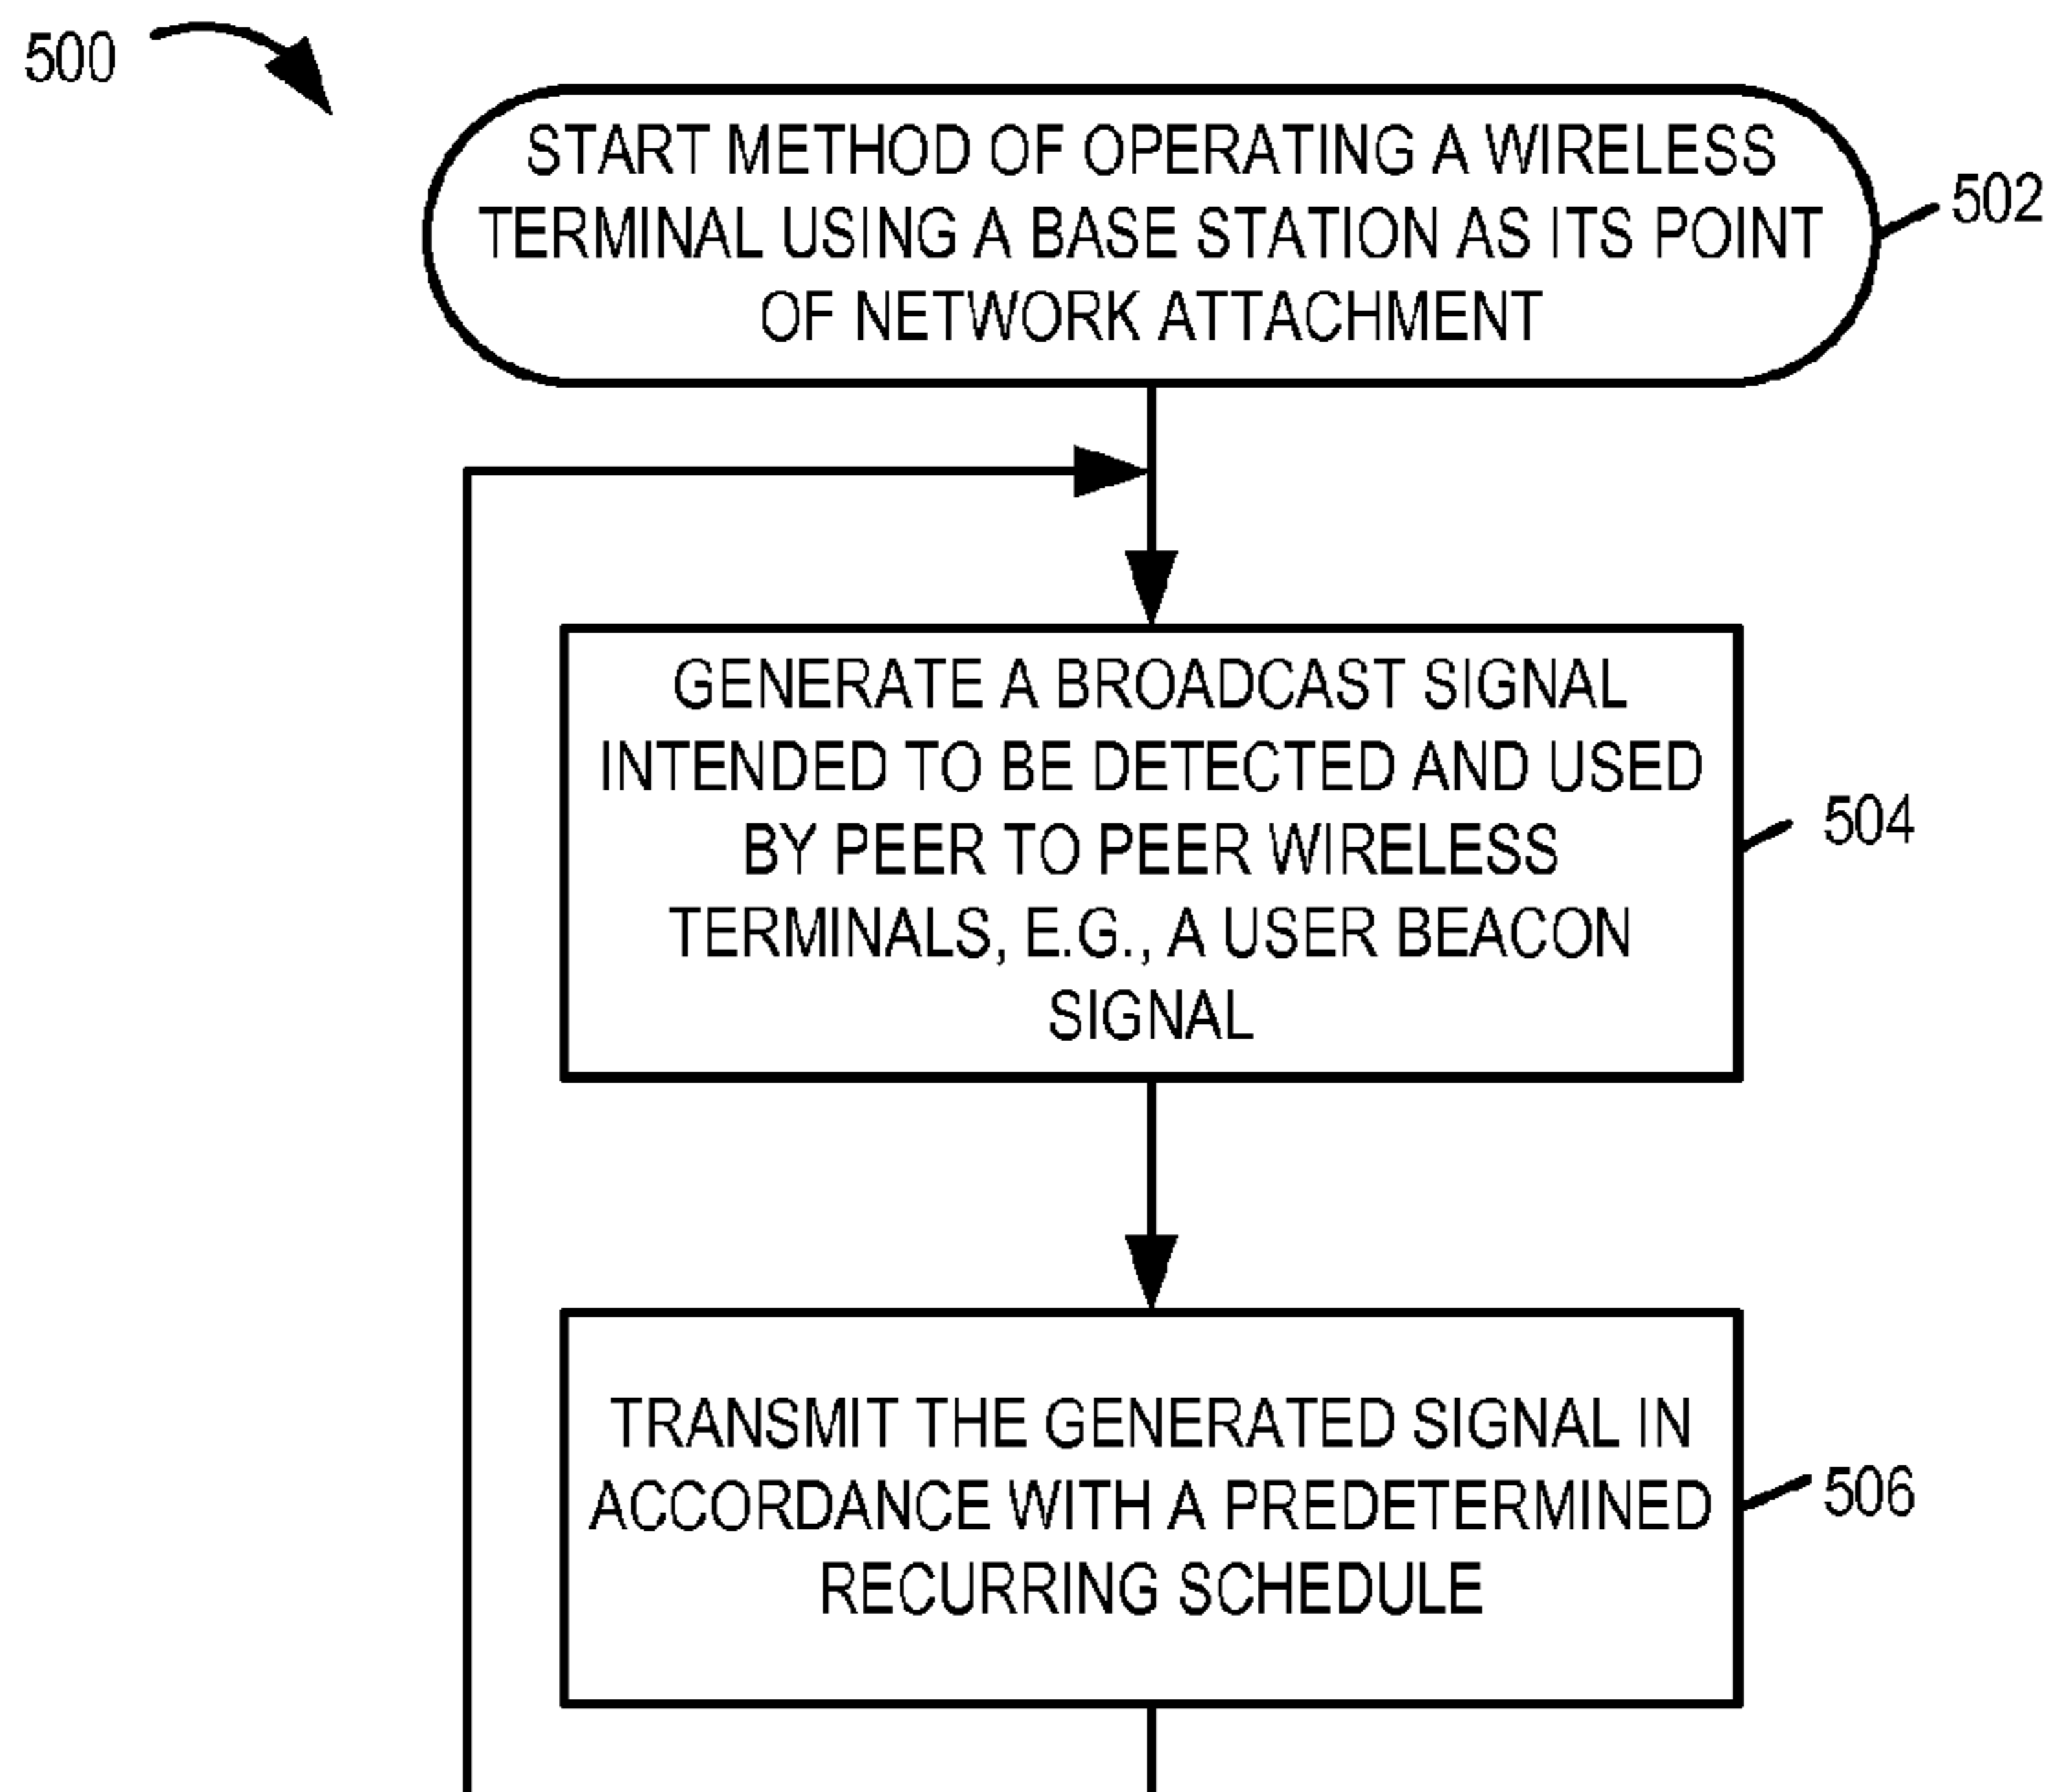 500
START METHOD OF OPERATING A WIRELESS
TERMINAL USING A BASE STATION AS ITS POINT
OF NETWORK ATTACHMENT
502
GENERATE A BROADCAST SIGNAL
INTENDED TO BE DETECTED AND USED
BY PEER TO PEER WIRELESS
TERMINALS, E.G., A USER BEACON
SIGNAL
504
TRANSMIT THE GENERATED SIGNAL IN
ACCORDANCE WITH A PREDETERMINED
RECURRING SCHEDULE
506